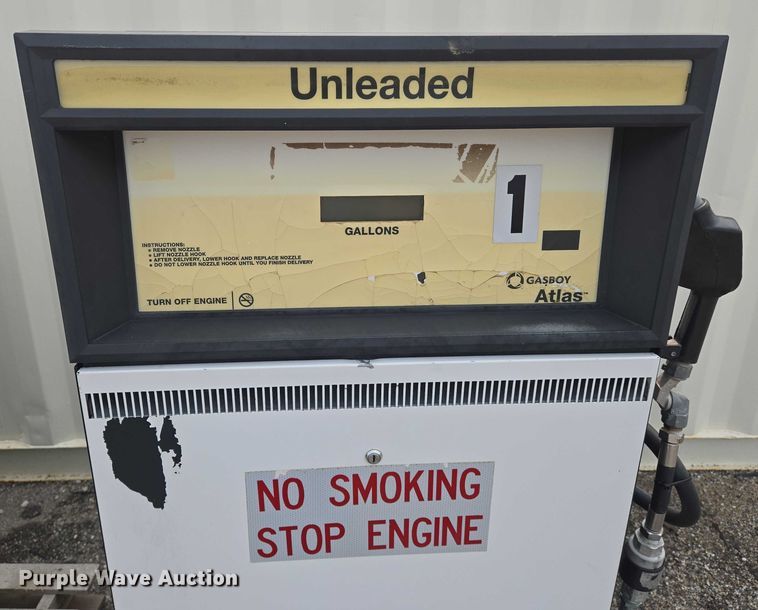 Unleaded
1
GALLONS
INSTRUCTIONS:
• REMOVE NOZZLE
• LIFT NOZZLE HOOK
• AFTER DELIVERY, LOWER HOOK AND REPLACE NOZZLE
• DO NOT LOWER NOZZLE HOOK UNTIL YOU FINISH DELIVERY
TURN OFF ENGINE
GASBOY
Atlas™
NO SMOKING
STOP ENGINE
Purple Wave Auction